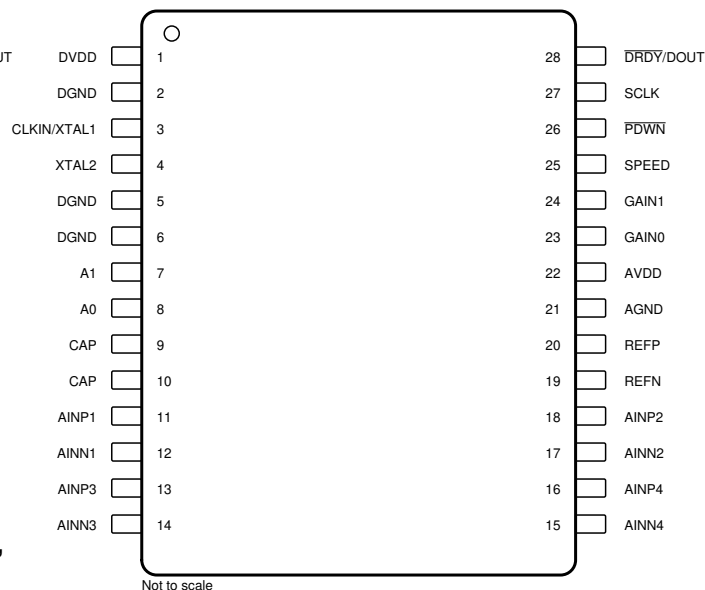 UT DVDD 1 28 DRDY/DOUT
DGND 2 27 SCLK
CLKIN/XTAL1 3 26 PDWN
XTAL2 4 25 SPEED
DGND 5 24 GAIN1
DGND 6 23 GAIN0
A1 7 22 AVDD
A0 8 21 AGND
CAP 9 20 REFP
CAP 10 19 REFN
AINP1 11 18 AINP2
AINN1 12 17 AINN2
AINP3 13 16 AINP4
AINN3 14 15 AINN4
Not to scale